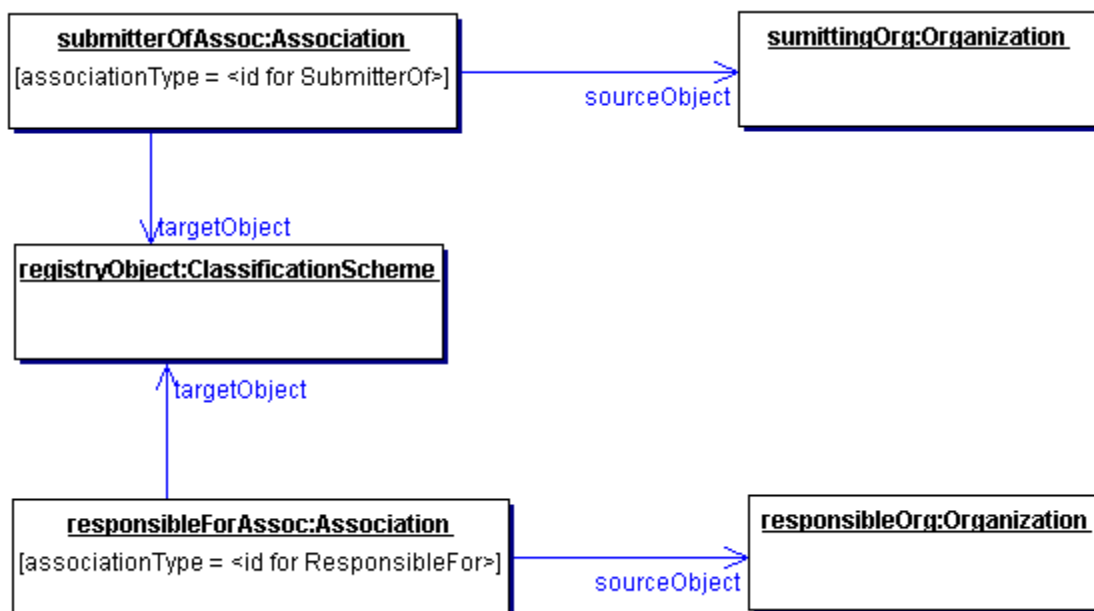 submitterOfAssoc:Association
[associationType = <id for SubmitterOf>]
sumittingOrg:Organization
sourceObject
targetObject
registryObject:ClassificationScheme
targetObject
responsibleForAssoc:Association
[associationType = <id for ResponsibleFor>]
responsibleOrg:Organization
sourceObject